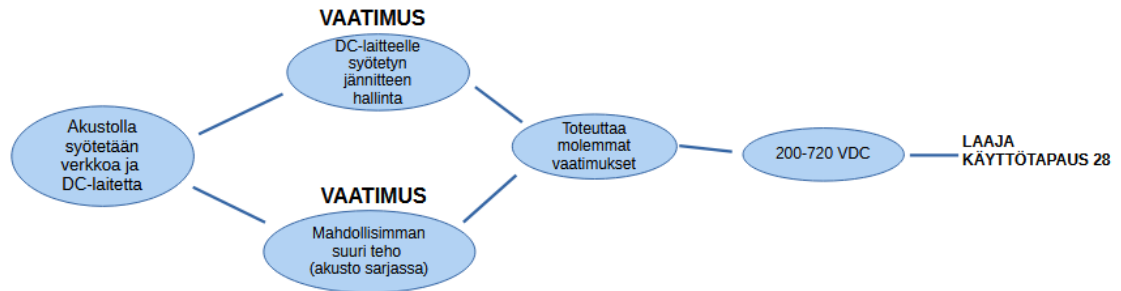 VAATIMUS
DC-laitteelle
syötetyn
jännitteen
hallinta
Akustolla
syötetään
verkkoa ja
DC-laitetta
Toteuttaa
molemmat
vaatimukset
200-720 VDC
LAAJA
KÄYTTÖTAPAUS 28
VAATIMUS
Mahdollisimman
suuri teho
(akusto sarjassa)